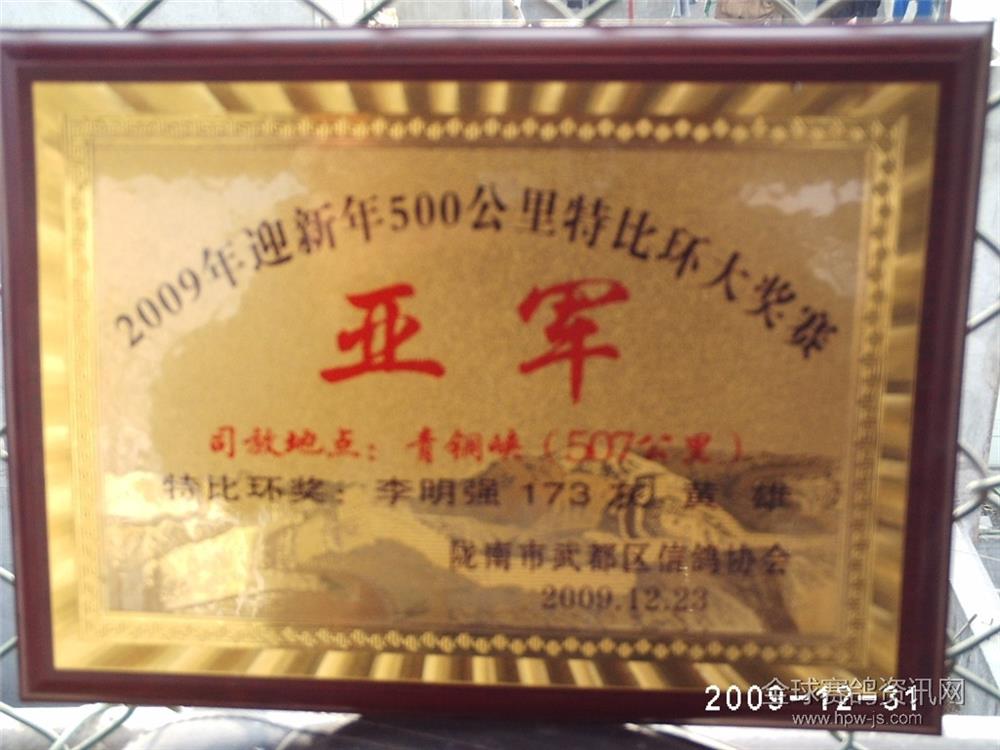 2009年迎新年500公里特比环大奖赛
亚 军
司放地点：青铜峡（507公里）
特比环奖：李明强 173 黄 雄
陇南市武都区信鸽协会
2009.12.23
2009-12-31
全球赛鸽资讯网
www.hpw-js.com